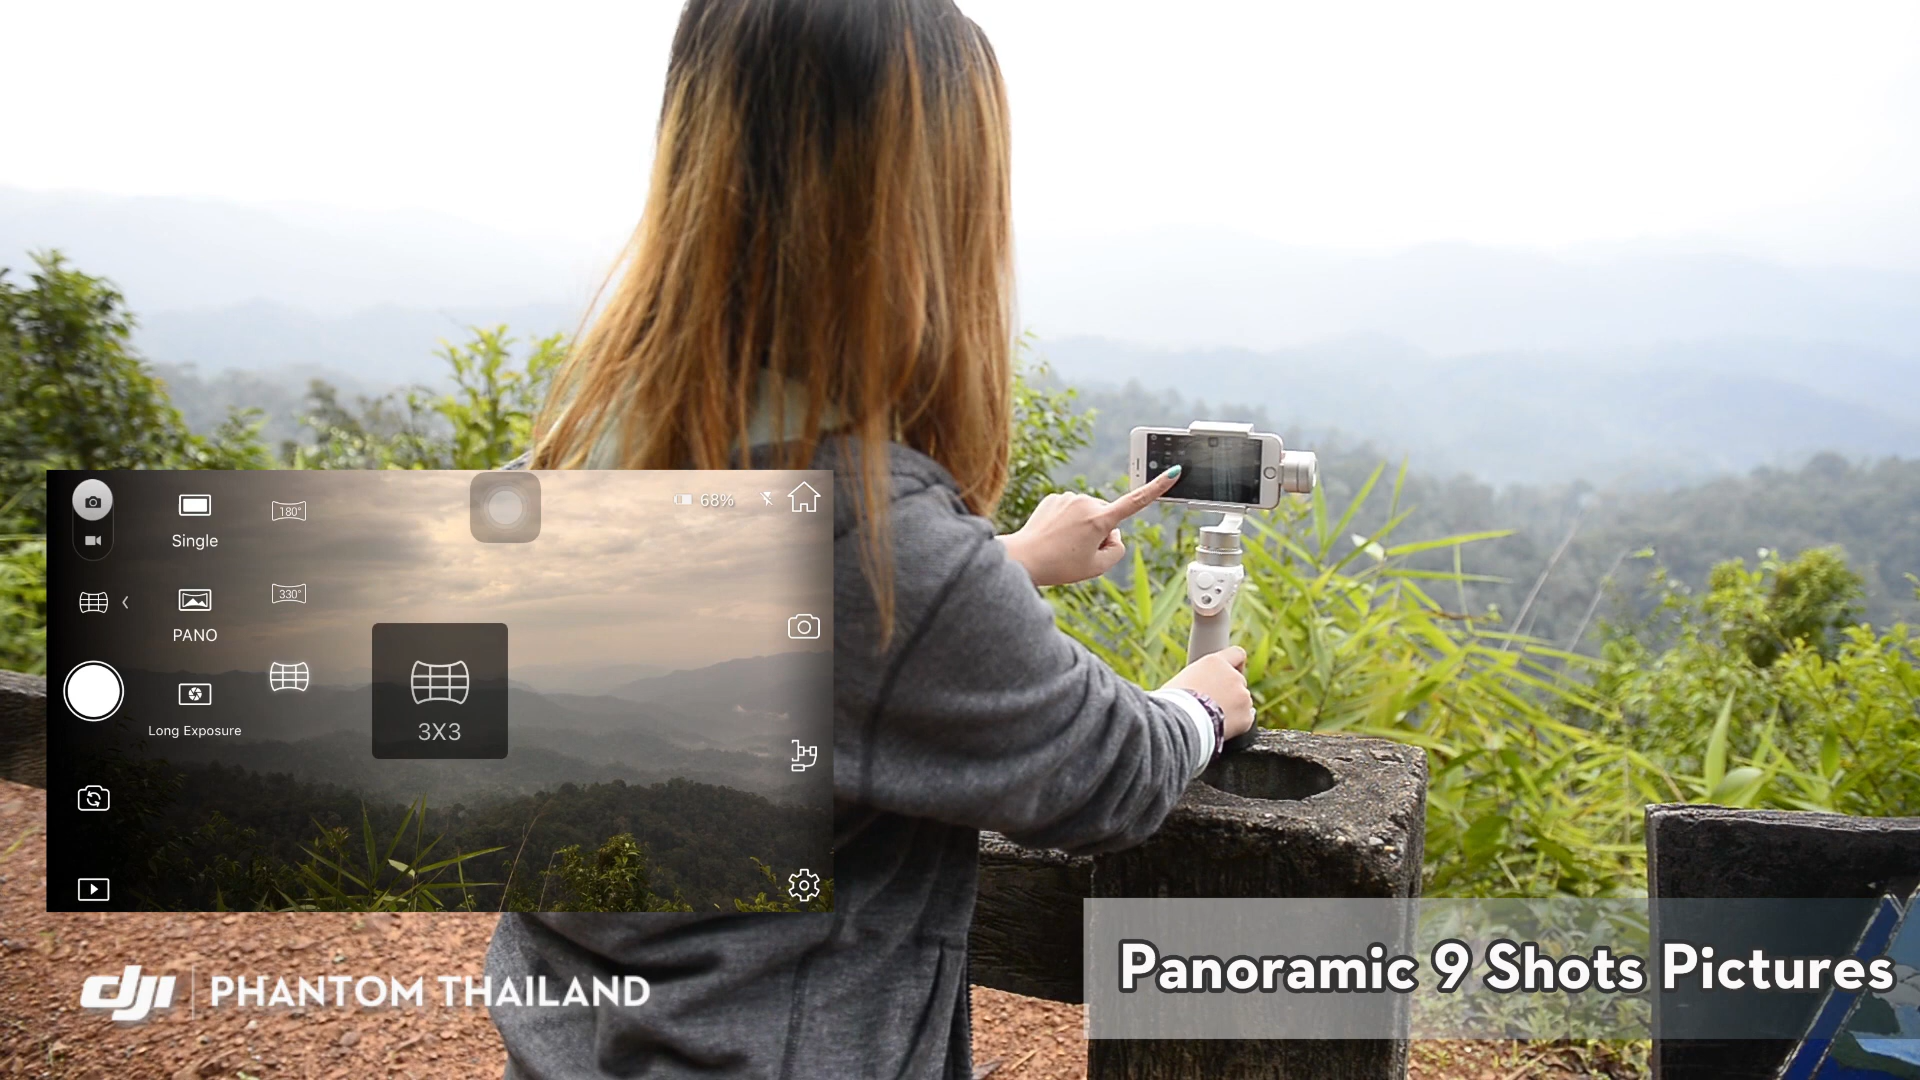 68%
180°
Single
330°
PANO
3X3
Long Exposure
dji | PHANTOM THAILAND
Panoramic 9 Shots Pictures